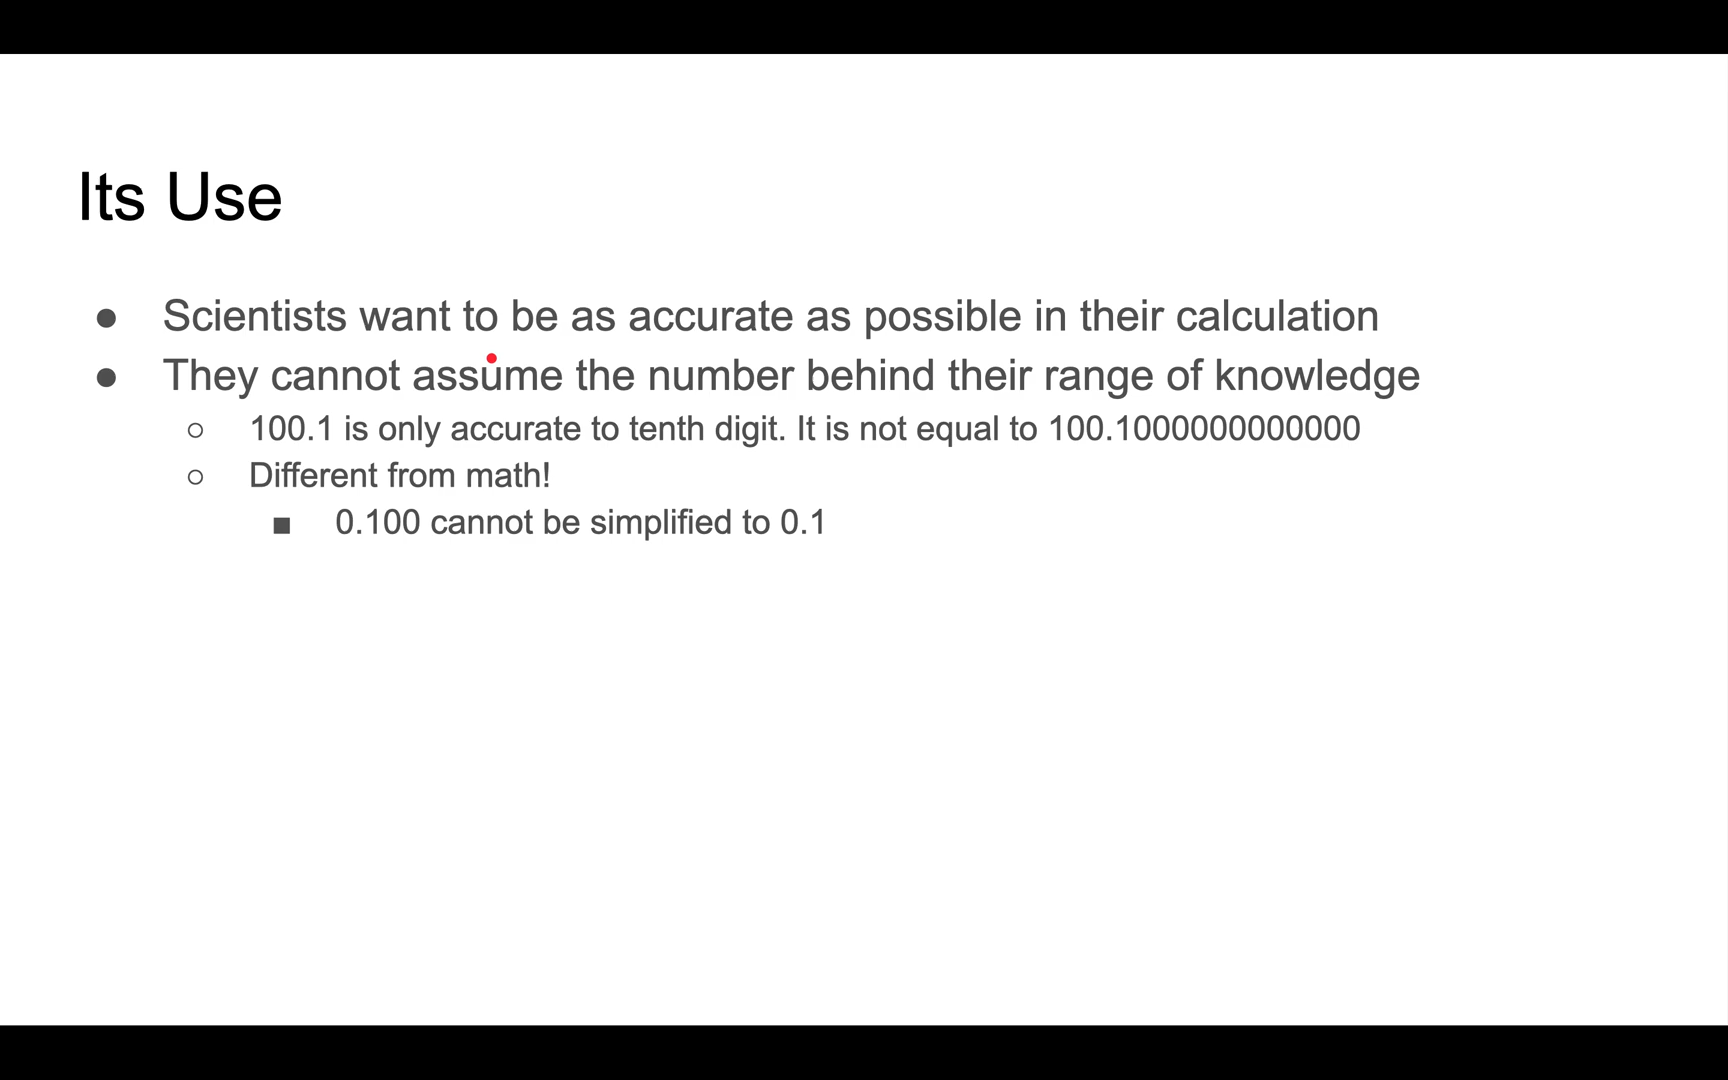 Its Use
● Scientists want to be as accurate as possible in their calculation
● They cannot assume the number behind their range of knowledge
○ 100.1 is only accurate to tenth digit. It is not equal to 100.1000000000000
○ Different from math!
■ 0.100 cannot be simplified to 0.1